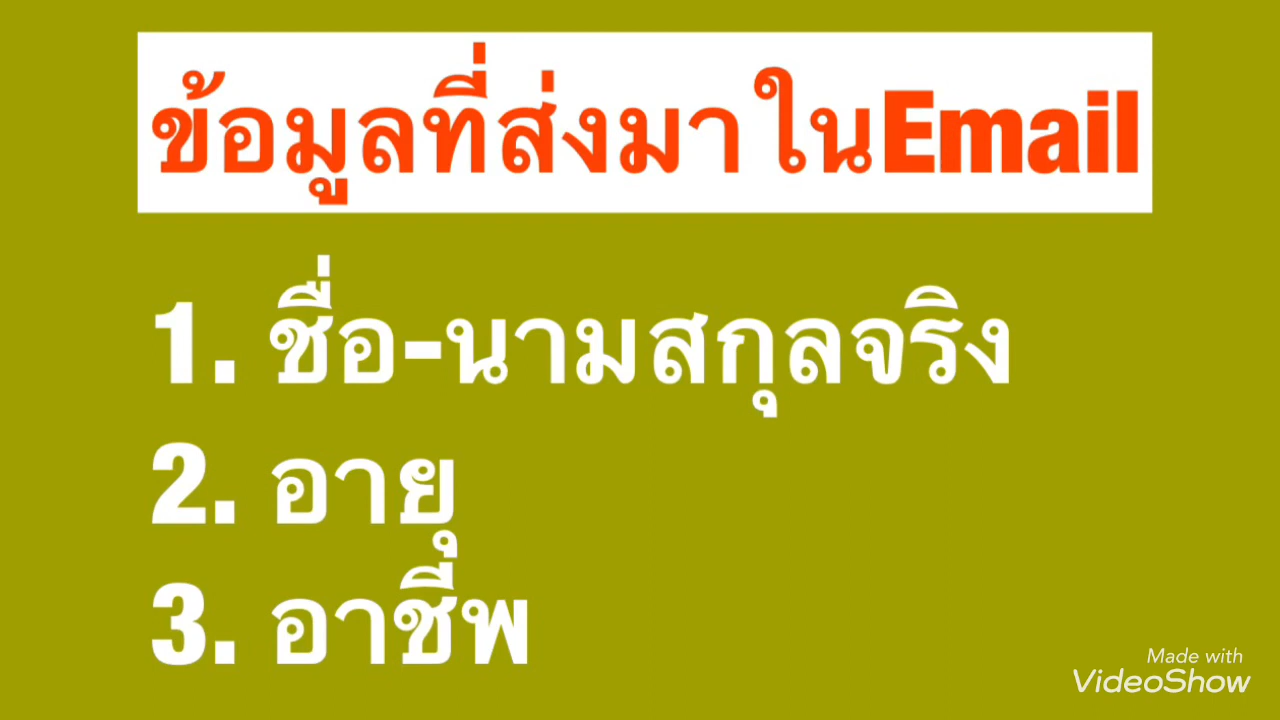 ข้อมูลที่ส่งมาในEmail
1. ชื่อ-นามสกุลจริง
2. อายุ
3. อาชีพ
Made with
VideoShow